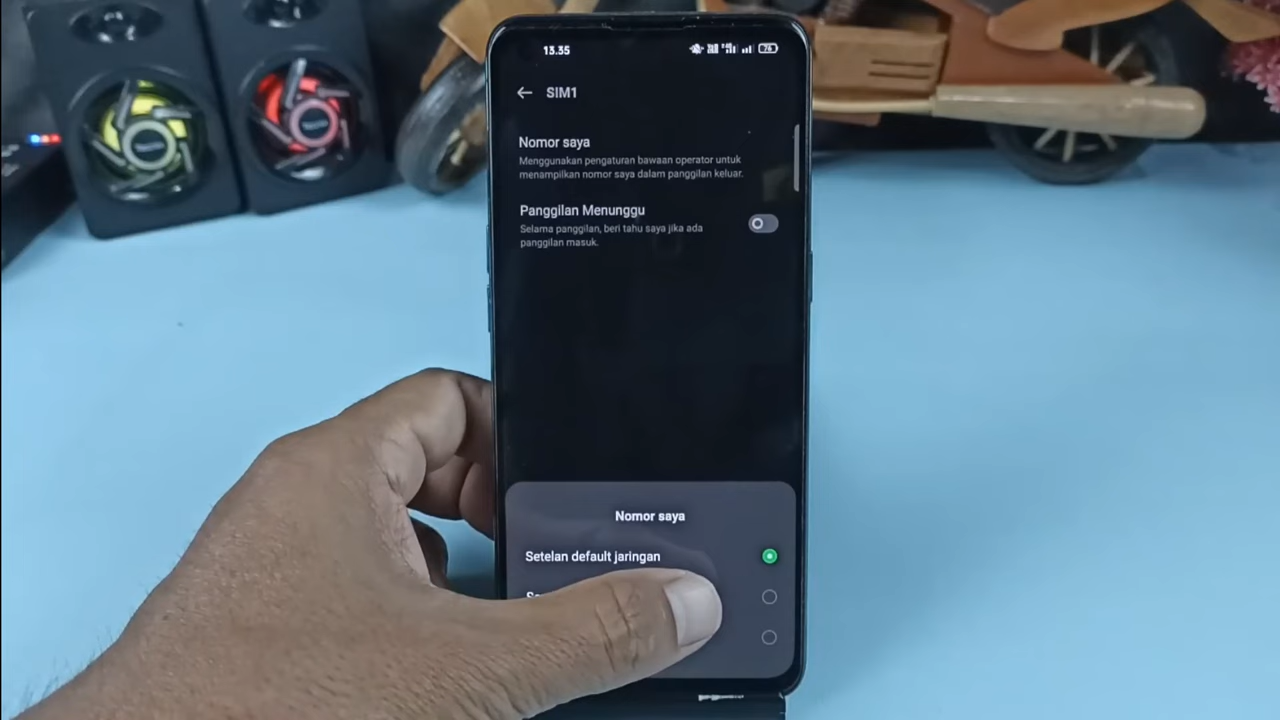 13.35
76
SIM1
Nomor saya
Menggunakan pengaturan bawaan operator untuk
menampilkan nomor saya dalam panggilan keluar.
Panggilan Menunggu
Selama panggilan, beri tahu saya jika ada
panggilan masuk.
Nomor saya
Setelan default jaringan